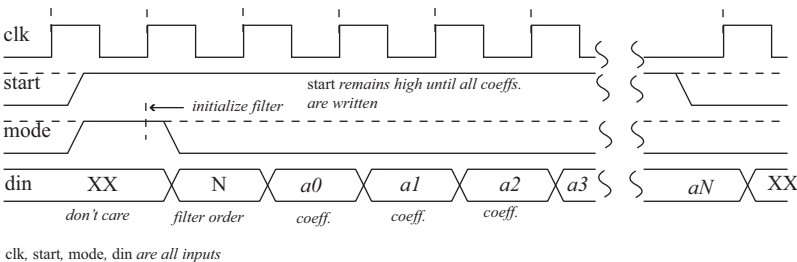 clk
start
start remains high until all coeffs.
initialize filter
are written
mode
din
XX
N
a0
a1
a2
a3
aN
XX
don't care
filter order
coeff.
coeff.
coeff.
clk, start, mode, din are all inputs